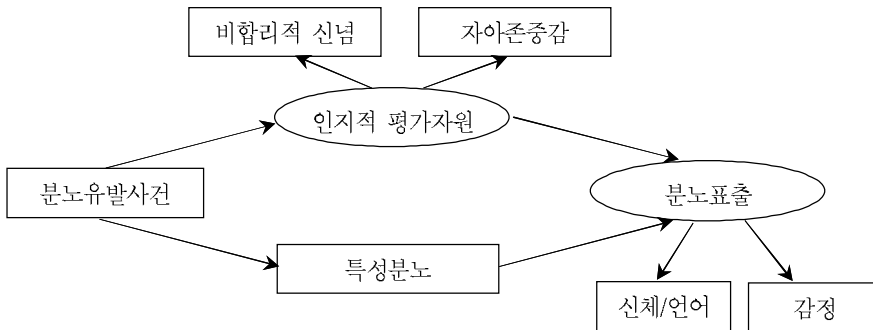 비합리적 신념
자아존중감
인지적 평가자원
분노유발사건
분노표출
특성분노
신체/언어
감정